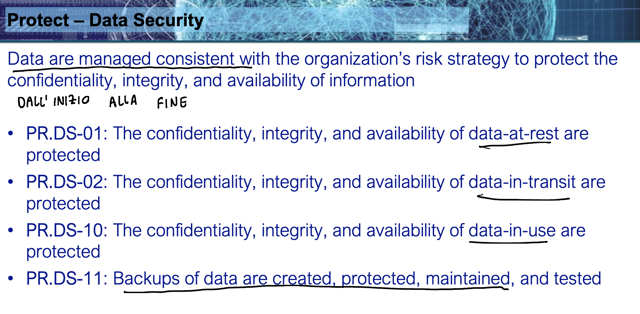 Protect – Data Security
Data are managed consistent with the organization's risk strategy to protect the
confidentiality, integrity, and availability of information
DALL' INIZIO ALLA FINE
• PR.DS-01: The confidentiality, integrity, and availability of data-at-rest are
protected
• PR.DS-02: The confidentiality, integrity, and availability of data-in-transit are
protected
• PR.DS-10: The confidentiality, integrity, and availability of data-in-use are
protected
• PR.DS-11: Backups of data are created, protected, maintained, and tested